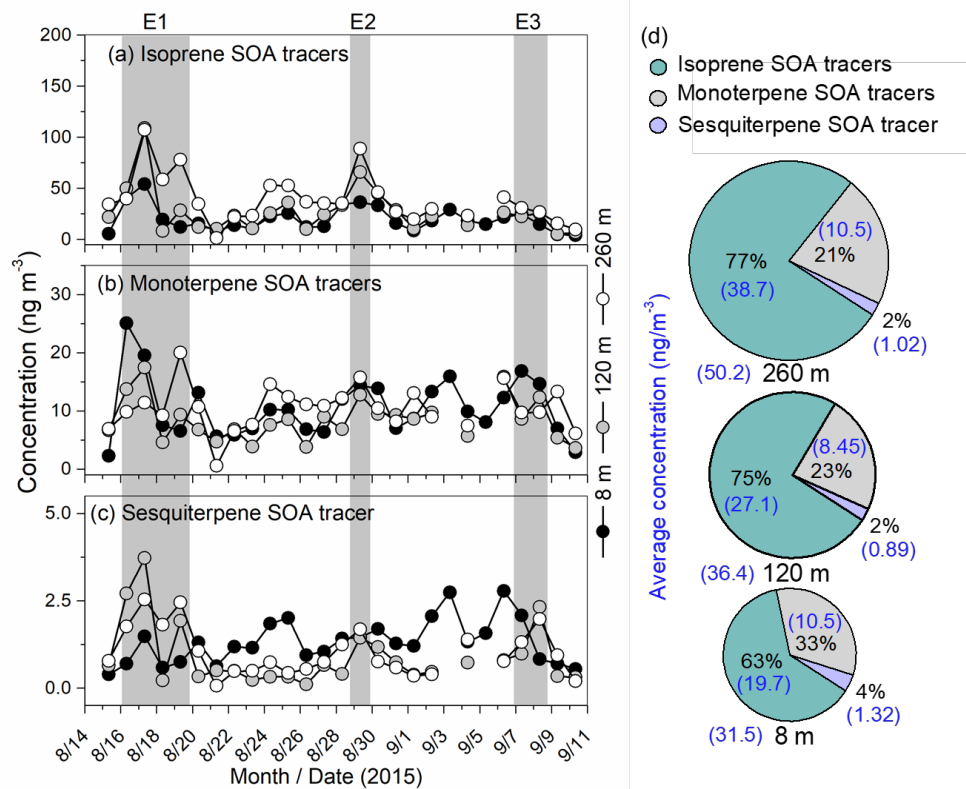 E1 E2 E3
(a) Isoprene SOA tracers
200
150
100
50
0
(b) Monoterpene SOA tracers
30
20
10
0
(c) Sesquiterpene SOA tracer
5.0
2.5
0.0
Concentration (ng m-3)
8/14 8/16 8/18 8/20 8/22 8/24 8/26 8/28 8/30 9/1 9/3 9/5 9/7 9/9 9/11
Month / Date (2015)
8 m 120 m 260 m
(d)
Isoprene SOA tracers
Monoterpene SOA tracers
Sesquiterpene SOA tracer
Average concentration (ng/m-3)
(10.5)
21%
77%
(38.7)
2%
(1.02)
(50.2) 260 m
(8.45)
23%
75%
(27.1)
2%
(0.89)
(36.4) 120 m
(10.5)
33%
63%
(19.7)
4%
(1.32)
(31.5) 8 m